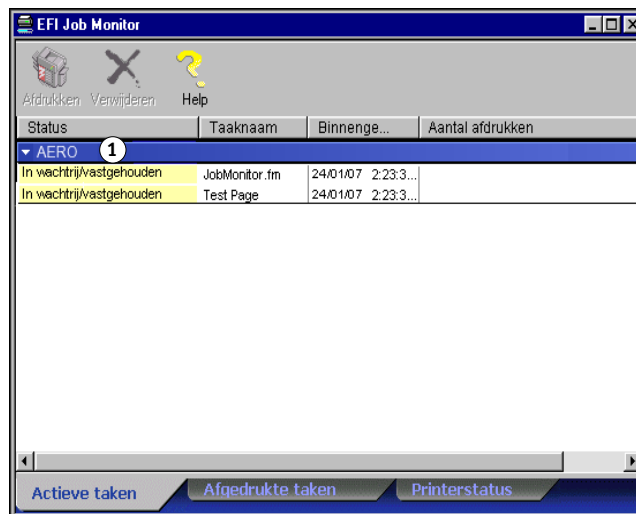 EFI Job Monitor
Afdrukken Verwijderen Help
Status Taaknaam Binnenge... Aantal afdrukken
AERO 1
In wachtrij/vastgehouden JobMonitor.fm 24/01/07 2:23:3...
In wachtrij/vastgehouden Test Page 24/01/07 2:23:3...
Actieve taken Afgedrukte taken Printerstatus